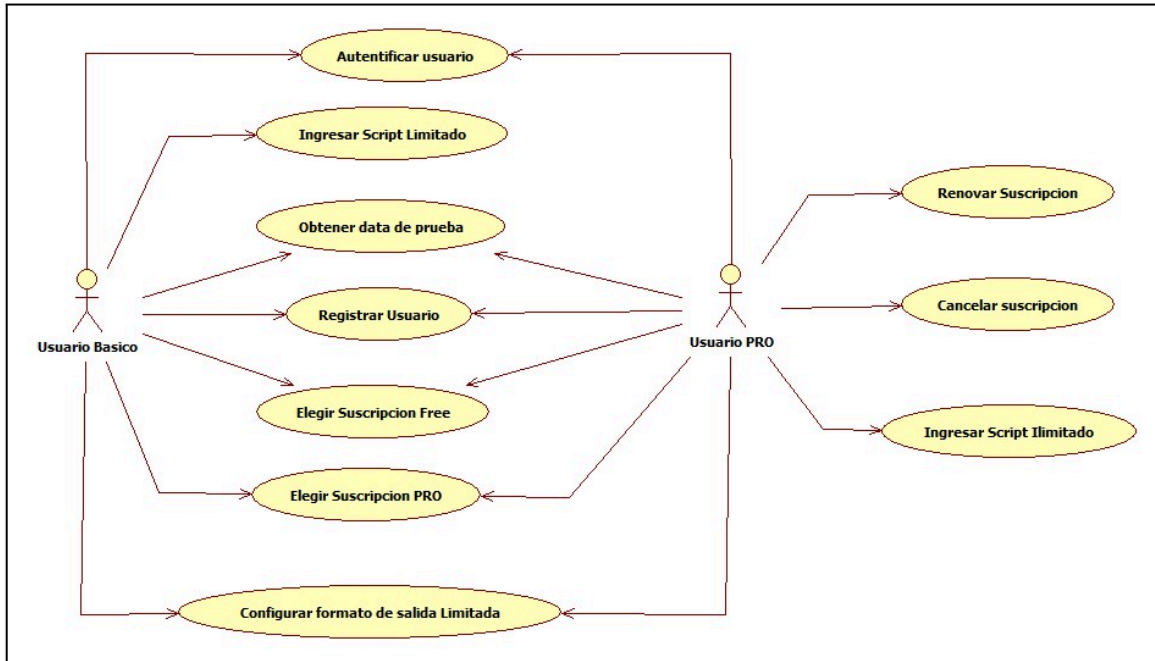 Autentificar usuario
Ingresar Script Limitado
Renovar Suscripcion
Obtener data de prueba
Cancelar suscripcion
Registrar Usuario
Usuario Basico
Usuario PRO
Elegir Suscripcion Free
Ingresar Script Ilimitado
Elegir Suscripcion PRO
Configurar formato de salida Limitada